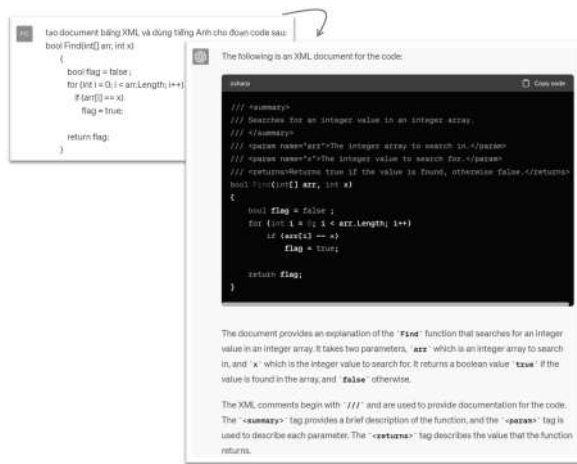 tạo document bằng XML và dùng tiếng Anh cho đoạn code sau:
bool Find(int[] arr, int x)
{
bool flag = false ;
for (int i = 0; i < arr.Length; i++)
if (arr[i] == x)
flag = true;
return flag;
}
The following is an XML document for the code:
csharp
Copy code
/// <summary>
/// Searches for an integer value in an integer array.
/// </summary>
/// <param name="arr">The integer array to search in.</param>
/// <param name="x">The integer value to search for.</param>
/// <returns>Returns true if the value is found, otherwise false.</returns>
bool Find(int[] arr, int x)
{
bool flag = false ;
for (int i = 0; i < arr.Length; i++)
if (arr[i] == x)
flag = true;
return flag;
}
The document provides an explanation of the `Find` function that searches for an integer
value in an integer array. It takes two parameters, `arr` which is an integer array to search
in, and `x` which is the integer value to search for. It returns a boolean value `true` if the
value is found in the array, and `false` otherwise.
The XML comments begin with `///` and are used to provide documentation for the code.
The `<summary>` tag provides a brief description of the function, and the `<param>` tag is
used to describe each parameter. The `<returns>` tag describes the value that the function
returns.